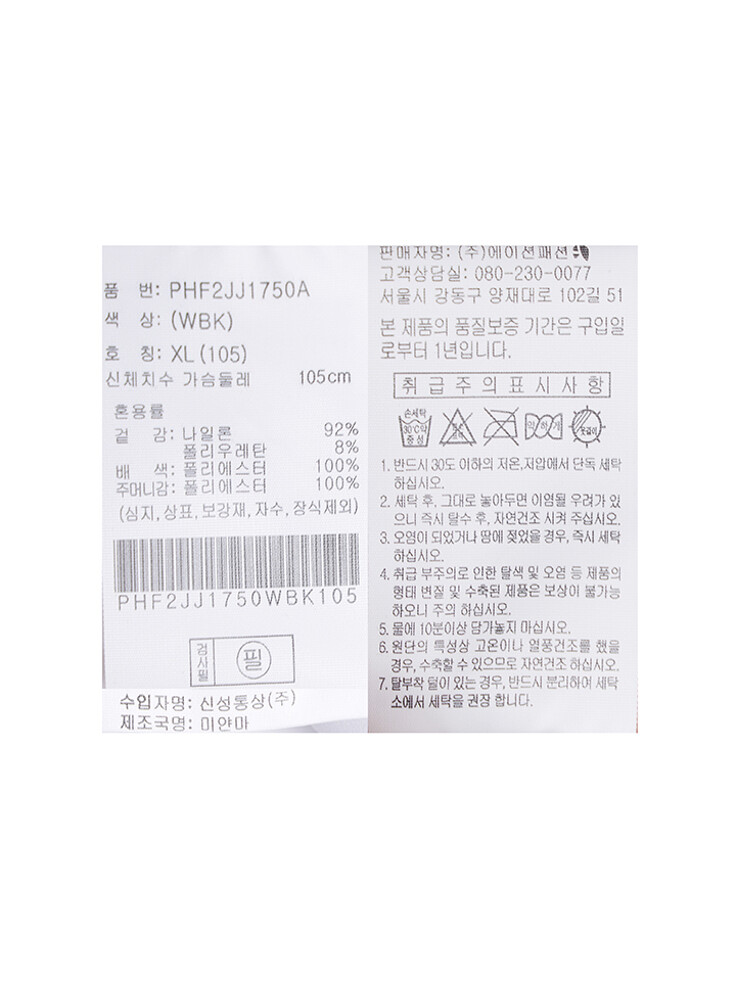 품 번: PHF2JJ1750A
색 상: (WBK)
호 칭: XL (105)
신체치수 가슴둘레 105cm
혼용률
겉 감: 나일론 92%
폴리우레탄 8%
배 색: 폴리에스터 100%
주머니감: 폴리에스터 100%
(심지, 상표, 보강재, 자수, 장식제외)
PHF2JJ1750WBK105
검사필 필
수입자명: 신성통상(주)
제조국명: 미얀마
판매자명: (주)에이션패션
고객상담실: 080-230-0077
서울시 강동구 양재대로 102길 51
본 제품의 품질보증 기간은 구입일
로부터 1년입니다.
취급주의표시사항
손세탁
30℃약
중성
약하게
옷걸이
1. 반드시 30도 이하의 저온,저압에서 단독 세탁
하십시오.
2. 세탁 후, 그대로 놓아두면 이염될 우려가 있
으니 즉시 탈수 후, 자연건조 시켜 주십시오.
3. 오염이 되었거나 땀에 젖었을 경우, 즉시 세탁
하십시오.
4. 취급 부주의로 인한 탈색 및 오염 등 제품의
형태 변질 및 수축된 제품은 보상이 불가능
하오니 주의 하십시오.
5. 물에 10분이상 담가놓지 마십시오.
6. 원단의 특성상 고온이나 열풍건조를 했을
경우, 수축할 수 있으므로 자연건조 하십시오.
7. 탈부착 털이 있는 경우, 반드시 분리하여 세탁
소에서 세탁을 권장 합니다.